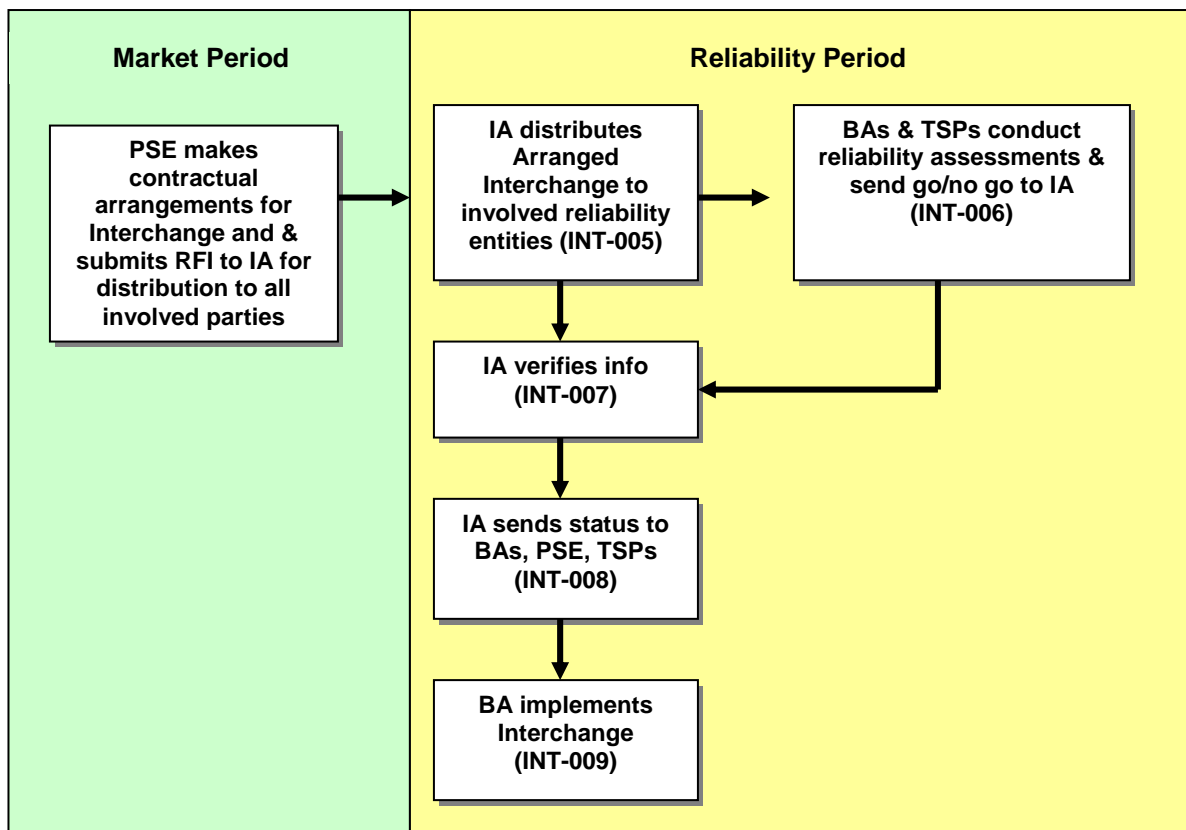 Market Period
Reliability Period
PSE makes
contractual
arrangements for
Interchange and &
submits RFI to IA for
distribution to all
involved parties
IA distributes
Arranged
Interchange to
involved reliability
entities (INT-005)
BAs & TSPs conduct
reliability assessments &
send go/no go to IA
(INT-006)
IA verifies info
(INT-007)
IA sends status to
BAs, PSE, TSPs
(INT-008)
BA implements
Interchange
(INT-009)